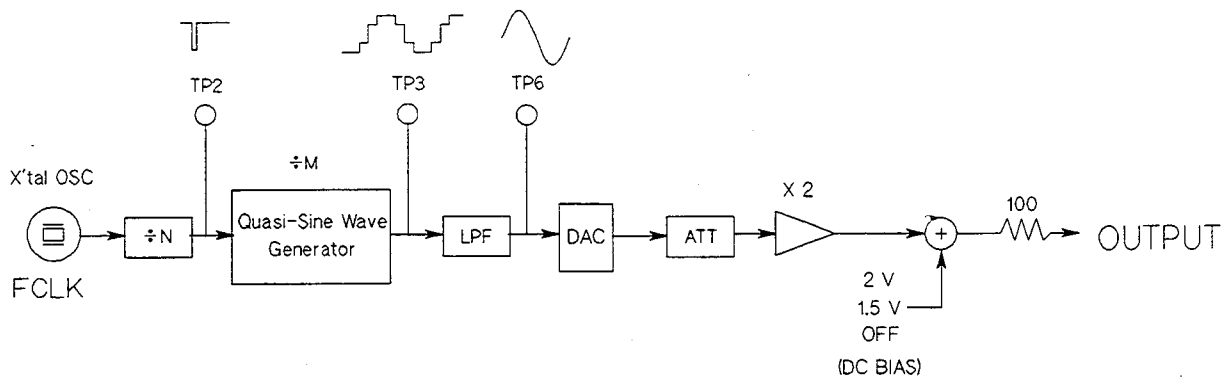 TP2
TP3
TP6
÷M
X'tal OSC
÷N
Quasi-Sine Wave
Generator
LPF
DAC
ATT
X 2
+
100
OUTPUT
FCLK
2 V
1.5 V
OFF
(DC BIAS)